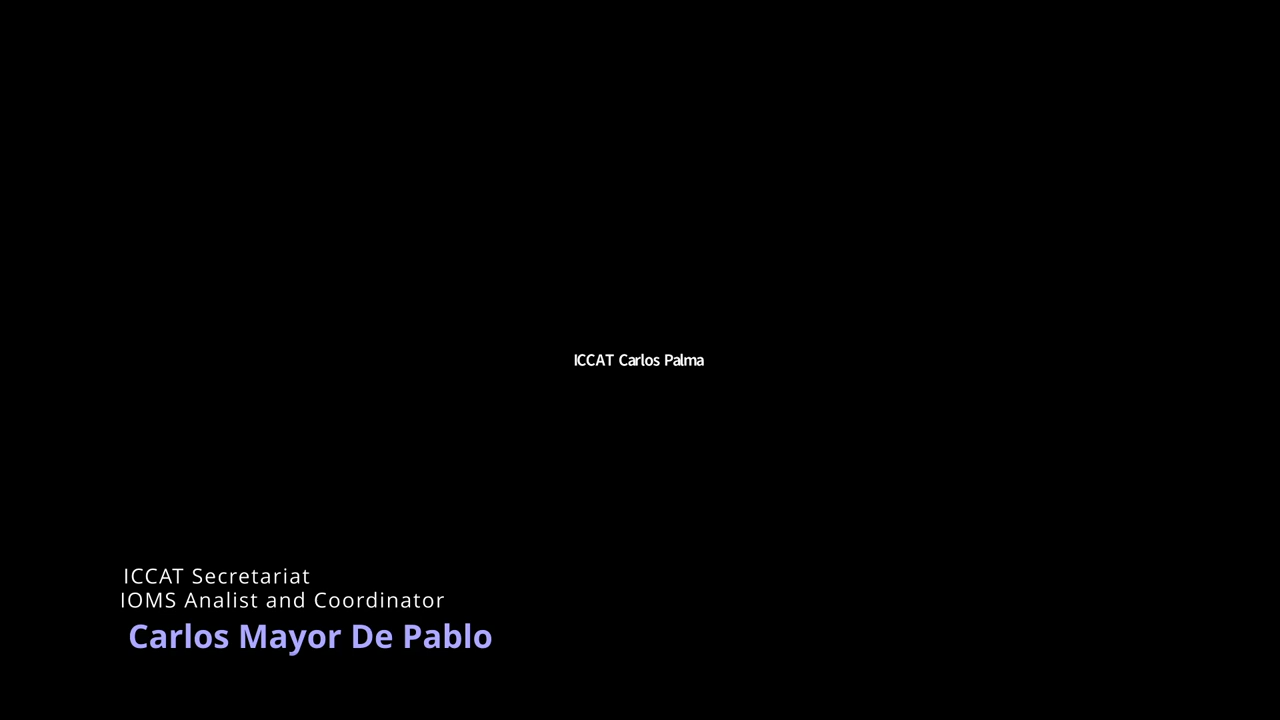 ICCAT Carlos Palma
ICCAT Secretariat
IOMS Analist and Coordinator
Carlos Mayor De Pablo